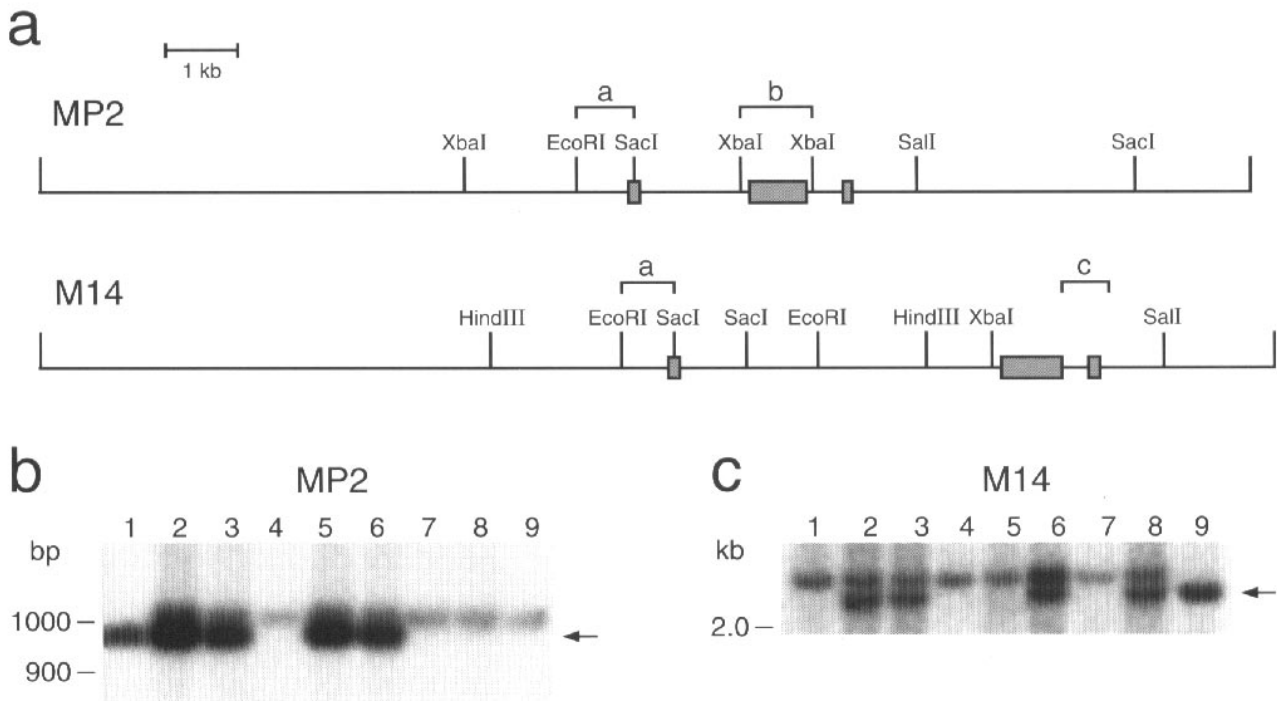 a
1 kb
MP2
a
b
XbaI EcoRI SacI XbaI XbaI SalI SacI
M14
a
c
HindIII EcoRI SacI SacI EcoRI HindIII XbaI SalI
b
MP2
1 2 3 4 5 6 7 8 9
bp
1000
900
c
M14
1 2 3 4 5 6 7 8 9
kb
2.0